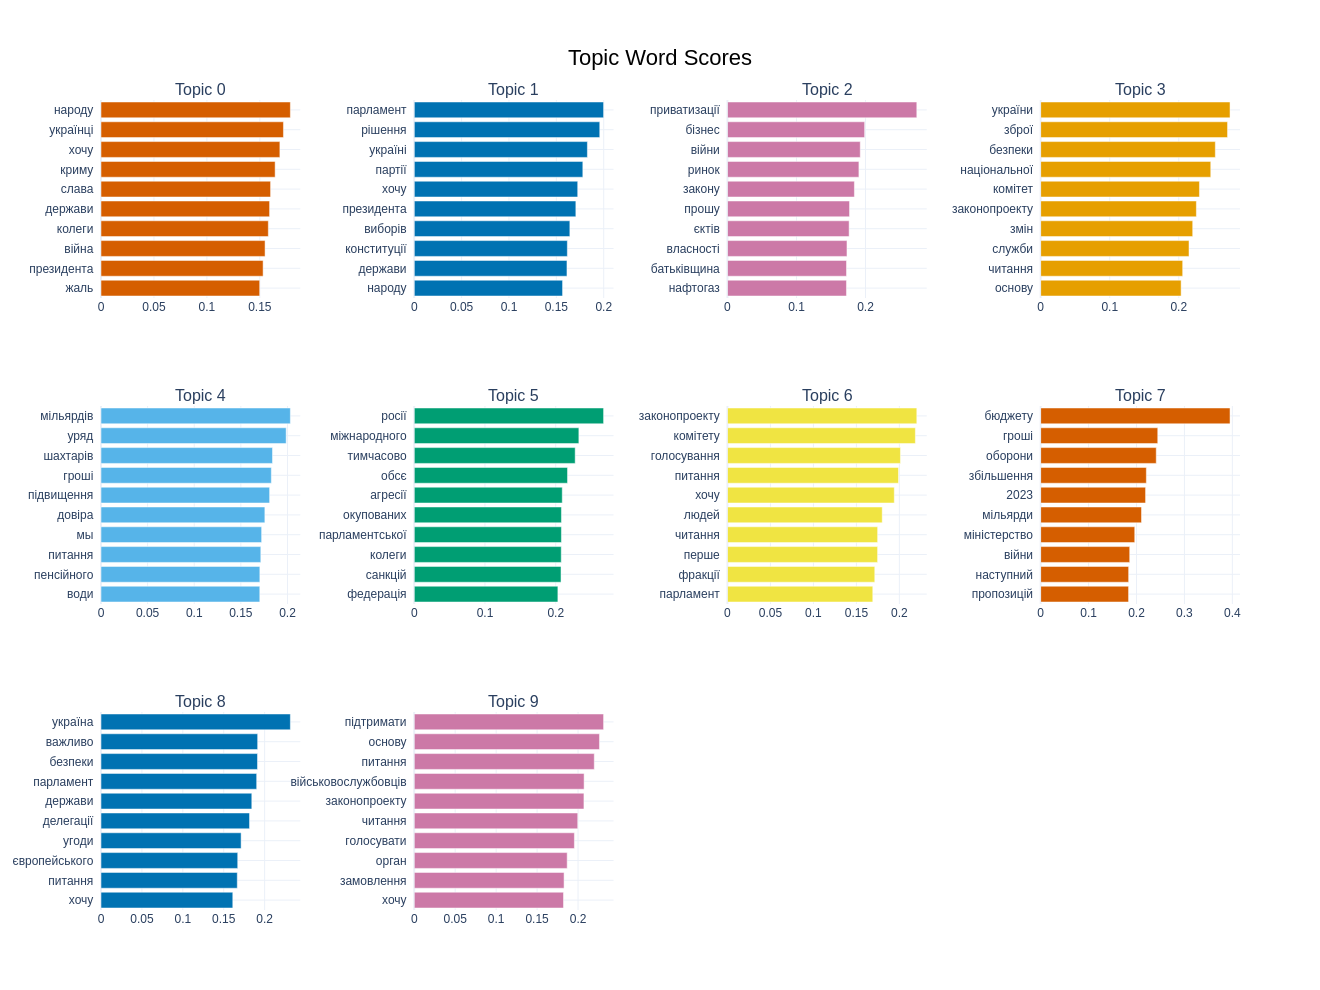 Topic Word Scores
Topic 0
народу
українці
хочу
криму
слава
держави
колеги
війна
президента
жаль
0 0.05 0.1 0.15
Topic 1
парламент
рішення
україні
партії
хочу
президента
виборів
конституції
держави
народу
0 0.05 0.1 0.15 0.2
Topic 2
приватизації
бізнес
війни
ринок
закону
прошу
єктів
власності
батьківщина
нафтогаз
0 0.1 0.2
Topic 3
україни
зброї
безпеки
національної
комітет
законопроекту
змін
служби
читання
основу
0 0.1 0.2
Topic 4
мільярдів
уряд
шахтарів
гроші
підвищення
довіра
мы
питання
пенсійного
води
0 0.05 0.1 0.15 0.2
Topic 5
росії
міжнародного
тимчасово
обсє
агресії
окупованих
парламентської
колеги
санкцій
федерація
0 0.1 0.2
Topic 6
законопроекту
комітету
голосування
питання
хочу
людей
читання
перше
фракції
парламент
0 0.05 0.1 0.15 0.2
Topic 7
бюджету
гроші
оборони
збільшення
2023
мільярди
міністерство
війни
наступний
пропозицій
0 0.1 0.2 0.3 0.4
Topic 8
україна
важливо
безпеки
парламент
держави
делегації
угоди
європейського
питання
хочу
0 0.05 0.1 0.15 0.2
Topic 9
підтримати
основу
питання
військовослужбовців
законопроекту
читання
голосувати
орган
замовлення
хочу
0 0.05 0.1 0.15 0.2